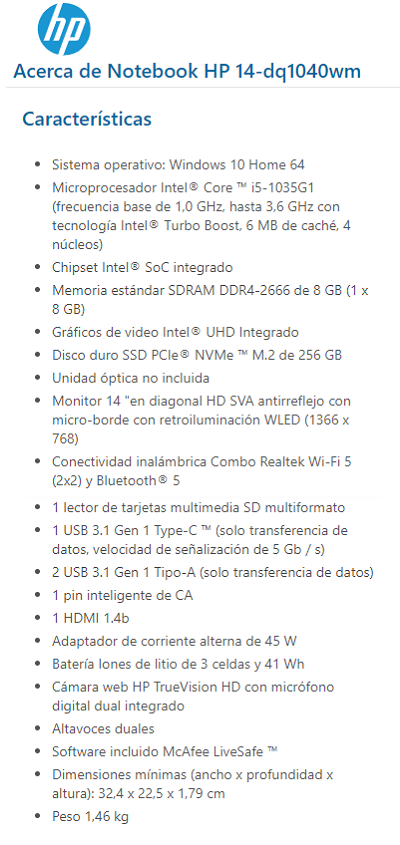 hp
Acerca de Notebook HP 14-dq1040wm
Características
• Sistema operativo: Windows 10 Home 64
• Microprocesador Intel® Core ™ i5-1035G1
(frecuencia base de 1,0 GHz, hasta 3,6 GHz con
tecnología Intel® Turbo Boost, 6 MB de caché, 4
núcleos)
• Chipset Intel® SoC integrado
• Memoria estándar SDRAM DDR4-2666 de 8 GB (1 x
8 GB)
• Gráficos de video Intel® UHD Integrado
• Disco duro SSD PCIe® NVMe ™ M.2 de 256 GB
• Unidad óptica no incluida
• Monitor 14 "en diagonal HD SVA antirreflejo con
micro-borde con retroiluminación WLED (1366 x
768)
• Conectividad inalámbrica Combo Realtek Wi-Fi 5
(2x2) y Bluetooth® 5
• 1 lector de tarjetas multimedia SD multiformato
• 1 USB 3.1 Gen 1 Type-C ™ (solo transferencia de
datos, velocidad de señalización de 5 Gb / s)
• 2 USB 3.1 Gen 1 Tipo-A (solo transferencia de datos)
• 1 pin inteligente de CA
• 1 HDMI 1.4b
• Adaptador de corriente alterna de 45 W
• Batería Iones de litio de 3 celdas y 41 Wh
• Cámara web HP TrueVision HD con micrófono
digital dual integrado
• Altavoces duales
• Software incluido McAfee LiveSafe ™
• Dimensiones mínimas (ancho x profundidad x
altura): 32,4 x 22,5 x 1,79 cm
• Peso 1,46 kg